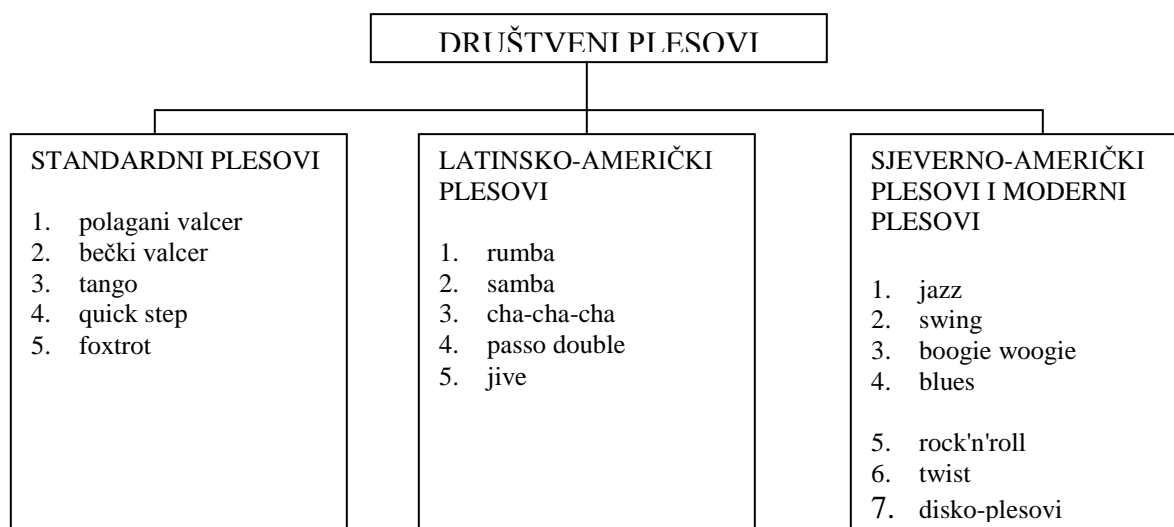 DRUŠTVENI PLESOVI
STANDARDNI PLESOVI
1. polagani valcer
2. bečki valcer
3. tango
4. quick step
5. foxtrot
LATINSKO-AMERIČKI
PLESOVI
1. rumba
2. samba
3. cha-cha-cha
4. passo double
5. jive
SJEVERNO-AMERIČKI
PLESOVI I MODERNI
PLESOVI
1. jazz
2. swing
3. boogie woogie
4. blues
5. rock'n'roll
6. twist
7. disko-plesovi